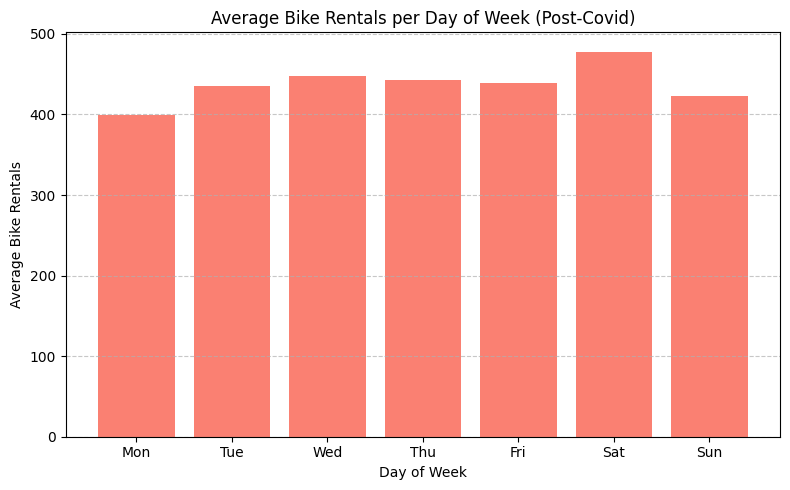 Average Bike Rentals per Day of Week (Post-Covid)
500
400
300
200
100
0
Average Bike Rentals
Mon Tue Wed Thu Fri Sat Sun
Day of Week